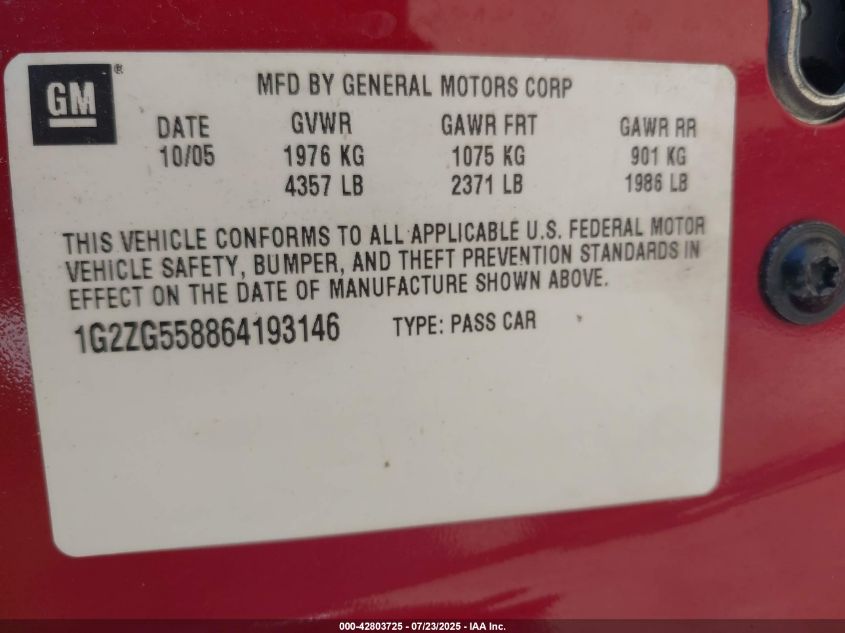 GM®
MFD BY GENERAL MOTORS CORP
DATE GVWR GAWR FRT GAWR RR
10/05 1976 KG 1075 KG 901 KG
4357 LB 2371 LB 1986 LB
THIS VEHICLE CONFORMS TO ALL APPLICABLE U.S. FEDERAL MOTOR
VEHICLE SAFETY, BUMPER, AND THEFT PREVENTION STANDARDS IN
EFFECT ON THE DATE OF MANUFACTURE SHOWN ABOVE.
1G2ZG558864193146 TYPE: PASS CAR
000-42803725 - 07/23/2025 - IAA Inc.